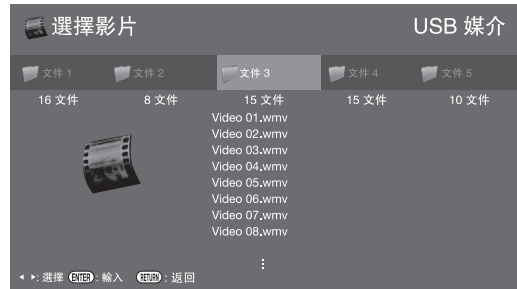 選擇影片 USB 媒介
文件 1 文件 2 文件 3 文件 4 文件 5
16 文件 8 文件 15 文件 15 文件 10 文件
Video 01.wmv
Video 02.wmv
Video 03.wmv
Video 04.wmv
Video 05.wmv
Video 06.wmv
Video 07.wmv
Video 08.wmv
⋮
◂ ▸: 選擇 ENTER : 輸入 RETURN : 返回